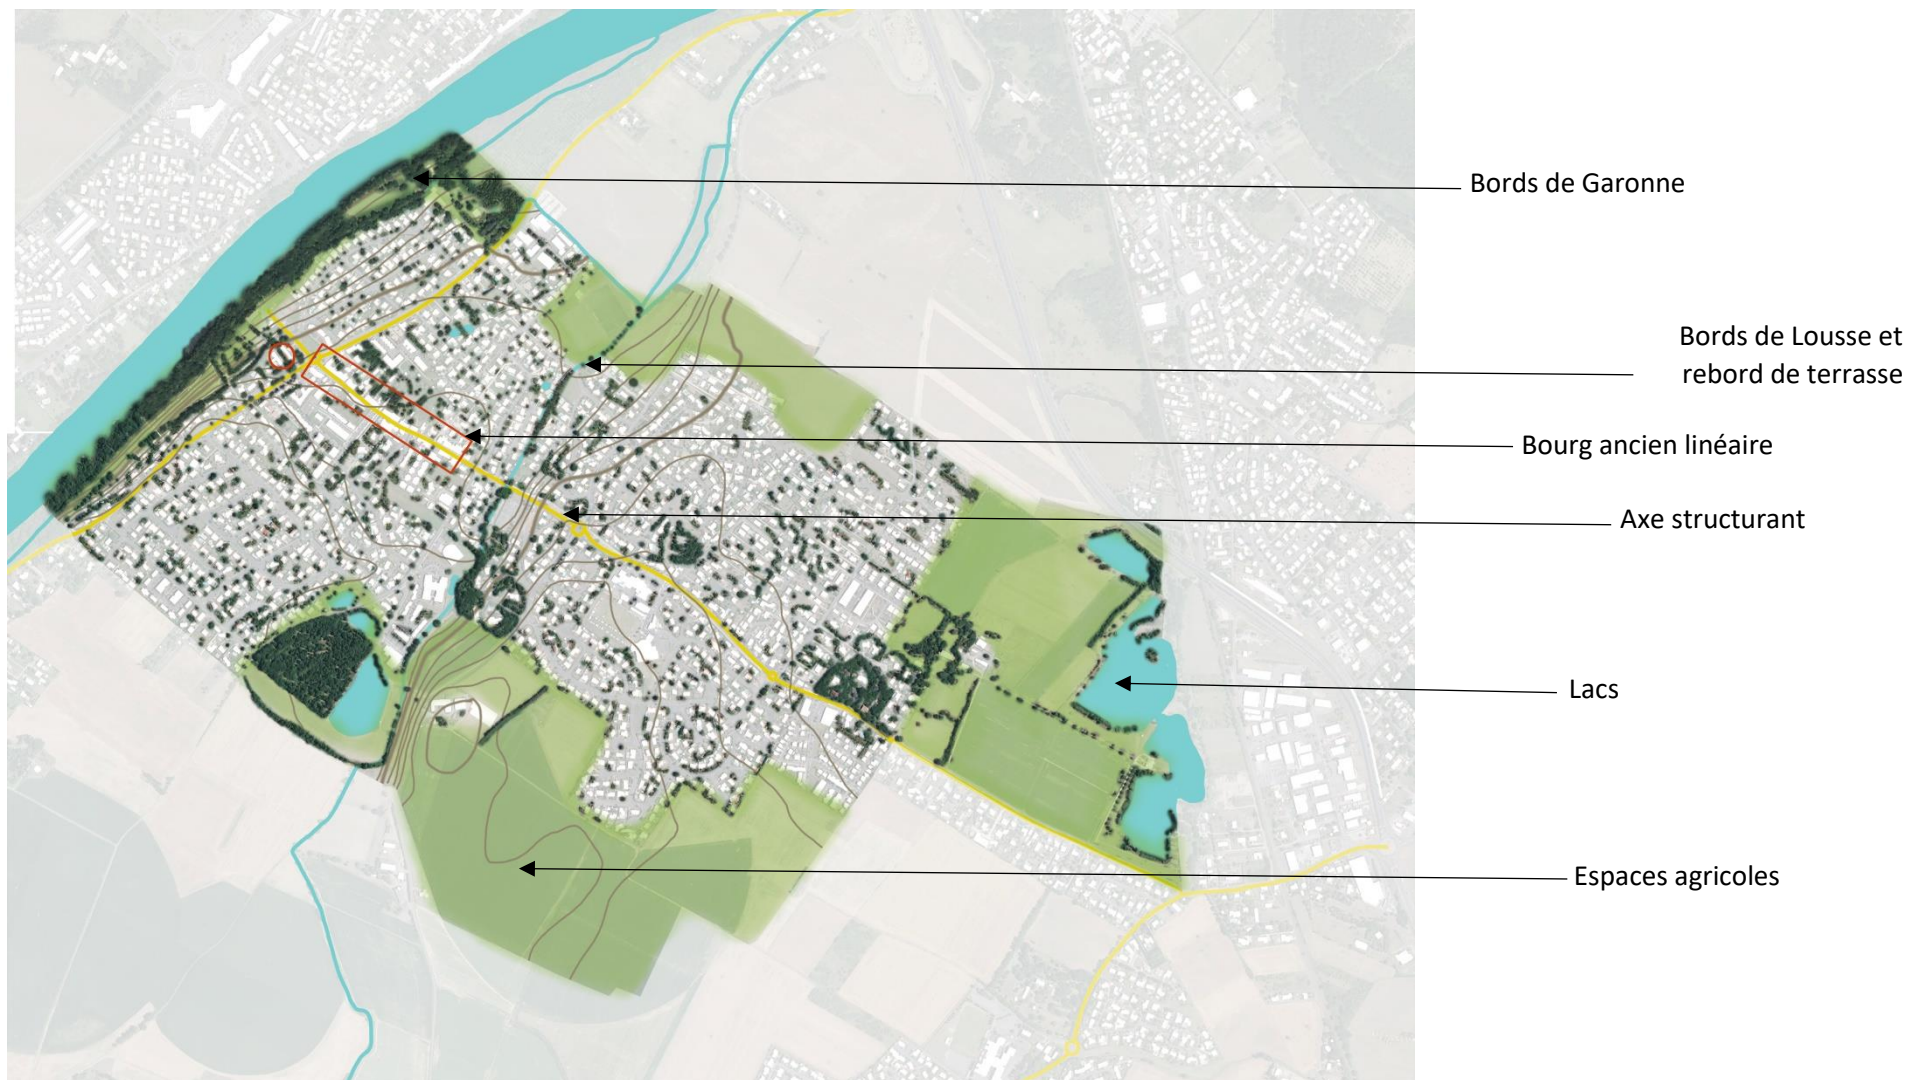 Bords de Garonne
Bords de Lousse et
rebord de terrasse
Bourg ancien linéaire
Axe structurant
Lacs
Espaces agricoles